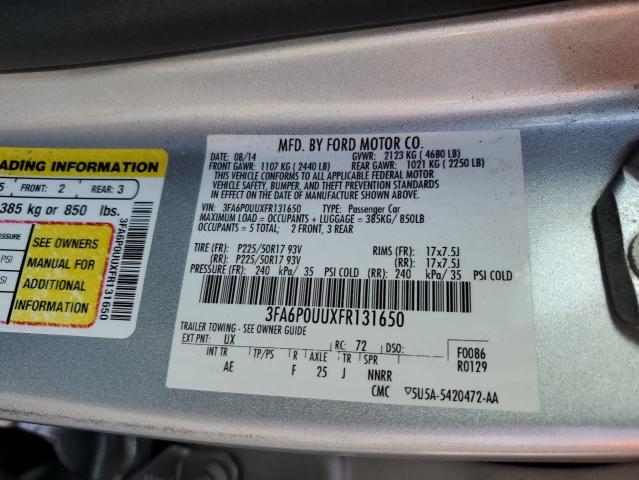 ADING INFORMATION
5 FRONT: 2 REAR: 3
385 kg or 850 lbs.
PRESSURE
PSI
PSI
SEE OWNERS
MANUAL FOR
ADDITIONAL
INFORMATION
3FA6P0UUXFR131650
MFD. BY FORD MOTOR CO.
DATE: 08/14 GVWR: 2123 KG ( 4680 LB)
FRONT GAWR: 1107 KG ( 2440 LB) REAR GAWR: 1021 KG ( 2250 LB)
THIS VEHICLE CONFORMS TO ALL APPLICABLE FEDERAL MOTOR
VEHICLE SAFETY, BUMPER, AND THEFT PREVENTION STANDARDS
IN EFFECT ON THE DATE OF MANUFACTURE SHOWN ABOVE.
VIN: 3FA6P0UUXFR131650 TYPE: Passenger Car
MAXIMUM LOAD = OCCUPANTS + LUGGAGE = 385KG / 850LB
OCCUPANTS = 5 TOTAL: 2 FRONT, 3 REAR
TIRE (FR): P225/50R17 93V RIMS (FR): 17x7.5J
(RR): P225/50R17 93V (RR): 17x7.5J
PRESSURE (FR): 240 kPa/ 35 PSI COLD (RR): 240 kPa/ 35 PSI COLD
3FA6P0UUXFR131650
TRAILER TOWING - SEE OWNER GUIDE
EXT PNT: UX RC: 72 DSO: F0086
INT TR TP/PS R AXLE TR SPR R0129
AE F 25 J NNRR
CMC 5U5A-5420472-AA